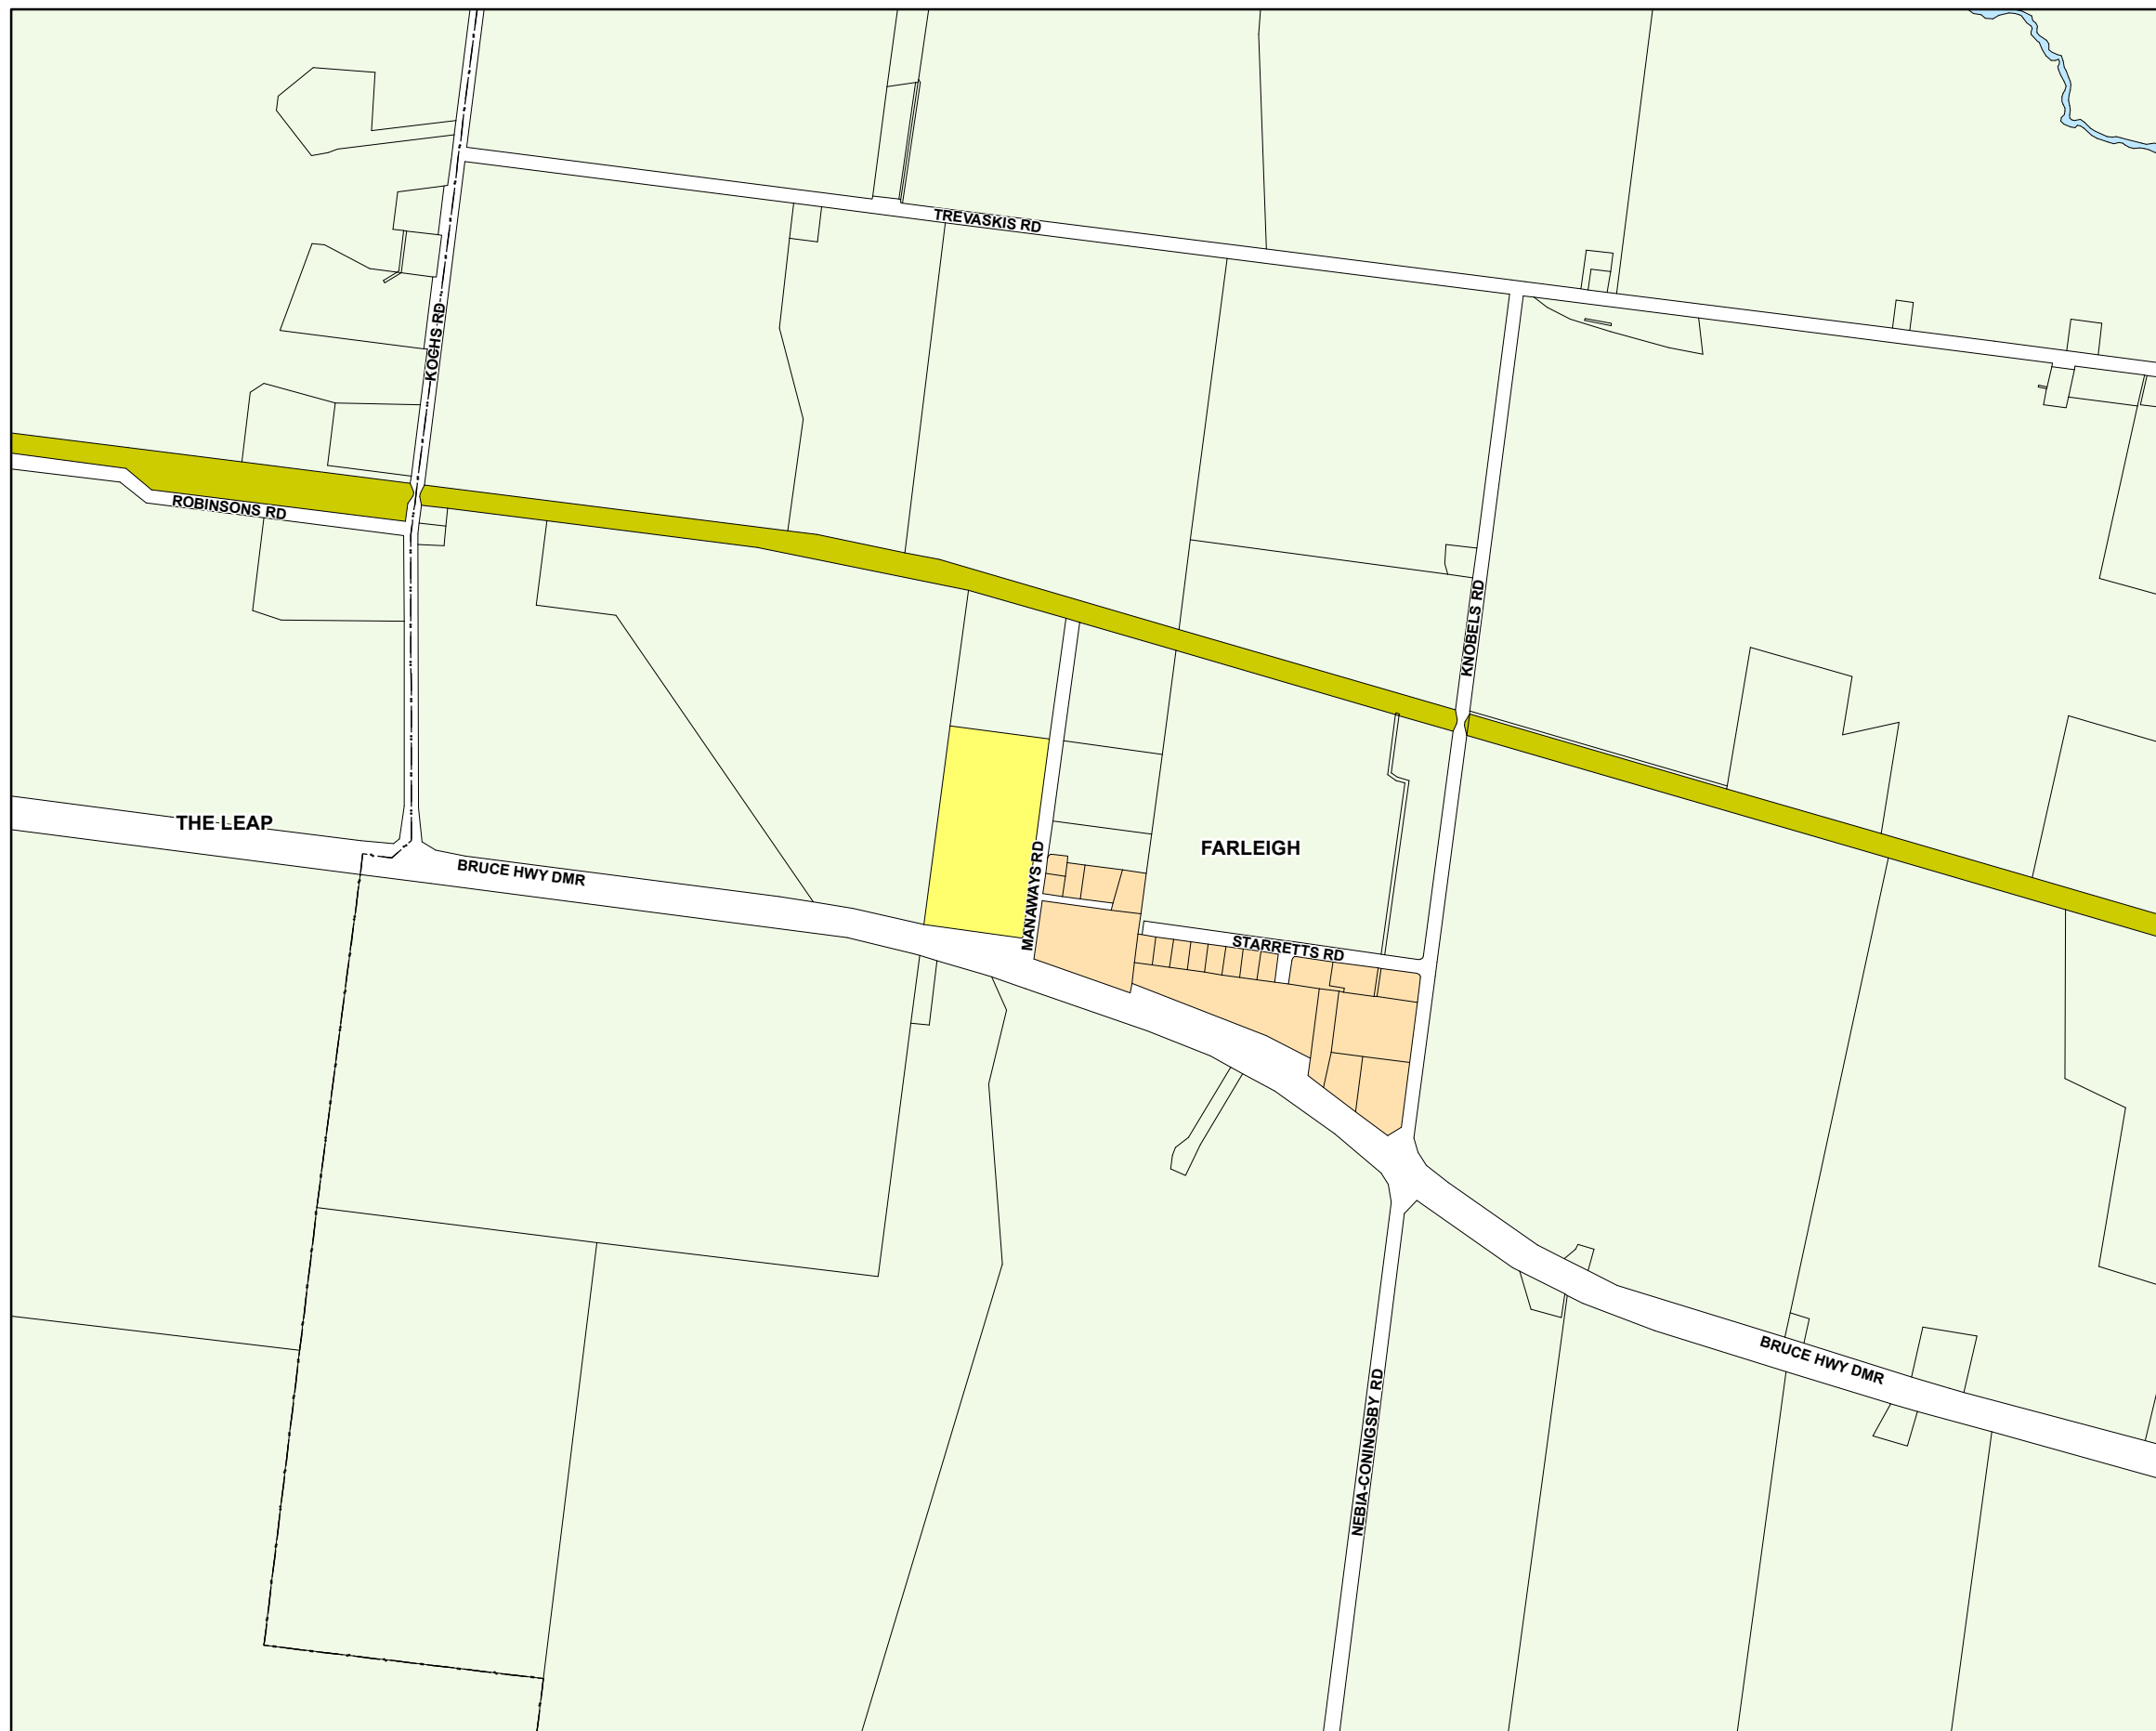 TREVASKIS RD
KOGHS RD
ROBINSONS RD
KNOBELS RD
THE LEAP
BRUCE HWY DMR
MANAWAYS RD
FARLEIGH
STARRETTS RD
BRUCE HWY DMR
NEBIA-CONINGSBY RD